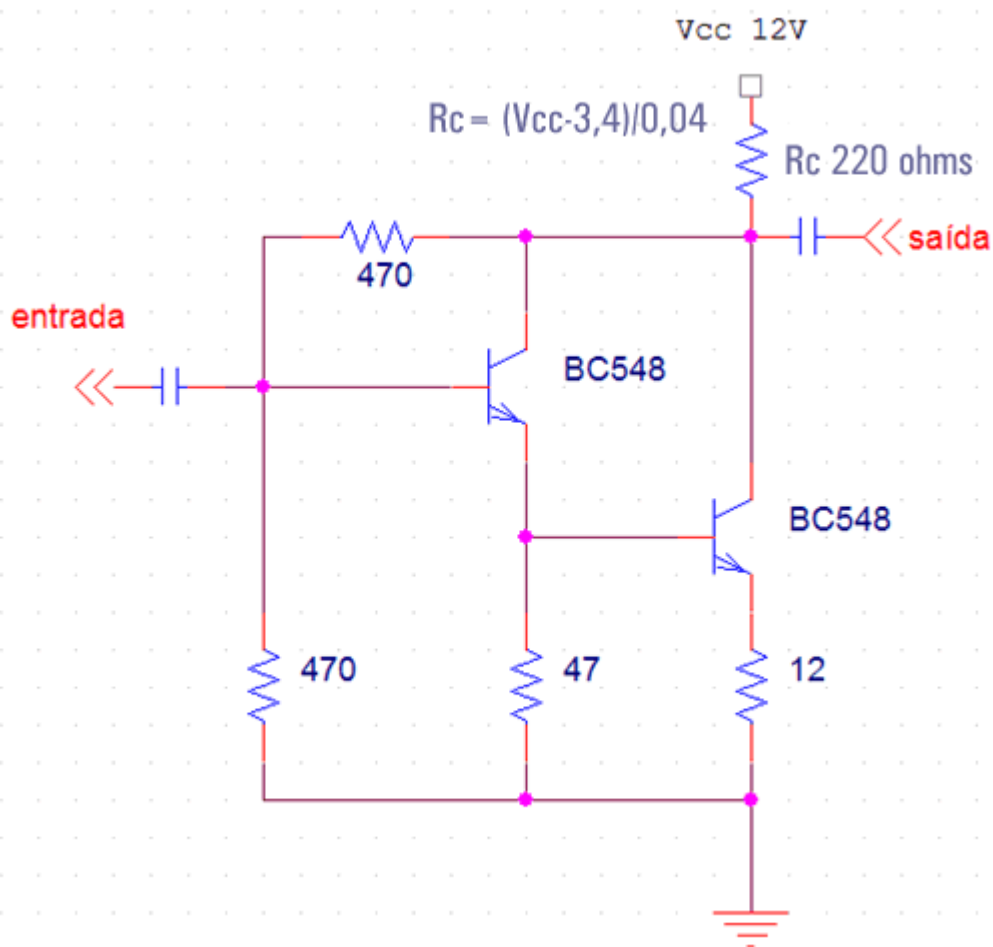 Vcc 12V
Rc = (Vcc-3,4)/0,04
Rc 220 ohms
saída
470
entrada
BC548
BC548
470
47
12